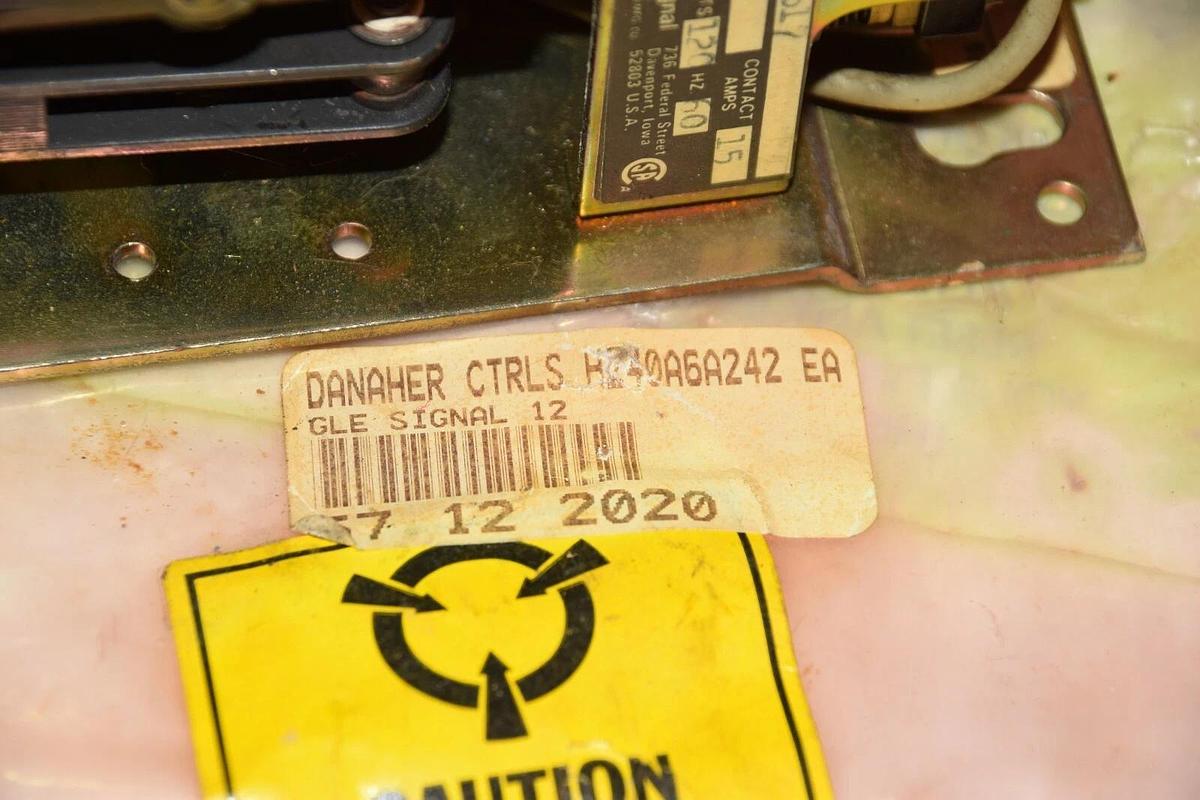 CONTACT
AMPS 15
HZ 60
736 Federal Street
Davenport, Iowa
52803 U.S.A.
DANAHER CTRLS EA
GLE SIGNAL 12
12 2020
CAUTION